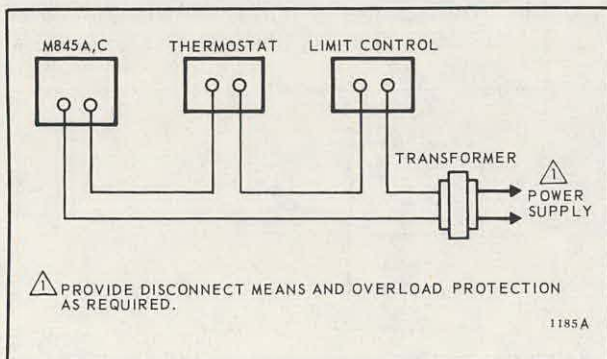 M845A,C
THERMOSTAT
LIMIT CONTROL
TRANSFORMER
1
POWER
SUPPLY
1 PROVIDE DISCONNECT MEANS AND OVERLOAD PROTECTION
AS REQUIRED.
1185A